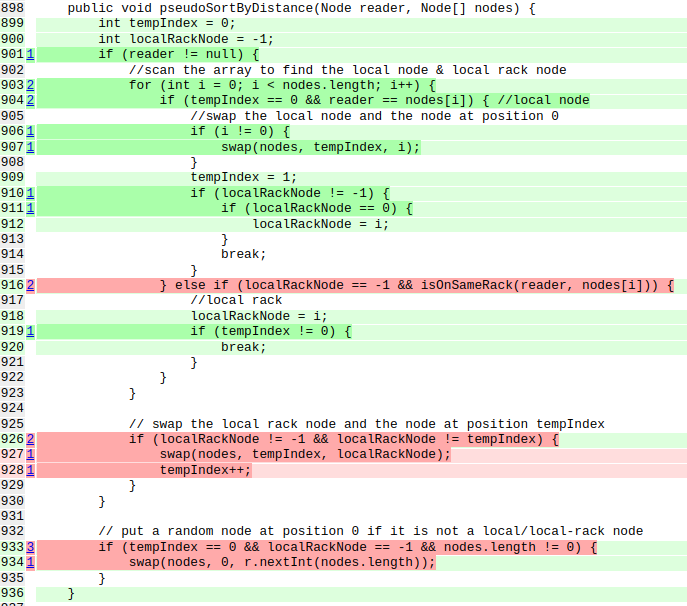 898     public void pseudoSortByDistance(Node reader, Node[] nodes) {
899         int tempIndex = 0;
900         int localRackNode = -1;
901 1       if (reader != null) {
902             //scan the array to find the local node & local rack node
903 2           for (int i = 0; i < nodes.length; i++) {
904 2               if (tempIndex == 0 && reader == nodes[i]) { //local node
905                     //swap the local node and the node at position 0
906 1                   if (i != 0) {
907 1                       swap(nodes, tempIndex, i);
908                     }
909                     tempIndex = 1;
910 1                   if (localRackNode != -1) {
911 1                       if (localRackNode == 0) {
912                             localRackNode = i;
913                         }
914                         break;
915                     }
916 2               } else if (localRackNode == -1 && isOnSameRack(reader, nodes[i])) {
917                     //local rack
918                     localRackNode = i;
919 1                   if (tempIndex != 0) {
920                         break;
921                     }
922                 }
923             }
924
925             // swap the local rack node and the node at position tempIndex
926 2           if (localRackNode != -1 && localRackNode != tempIndex) {
927 1               swap(nodes, tempIndex, localRackNode);
928 1               tempIndex++;
929             }
930         }
931
932         // put a random node at position 0 if it is not a local/local-rack node
933 3       if (tempIndex == 0 && localRackNode == -1 && nodes.length != 0) {
934 1           swap(nodes, 0, r.nextInt(nodes.length));
935         }
936     }